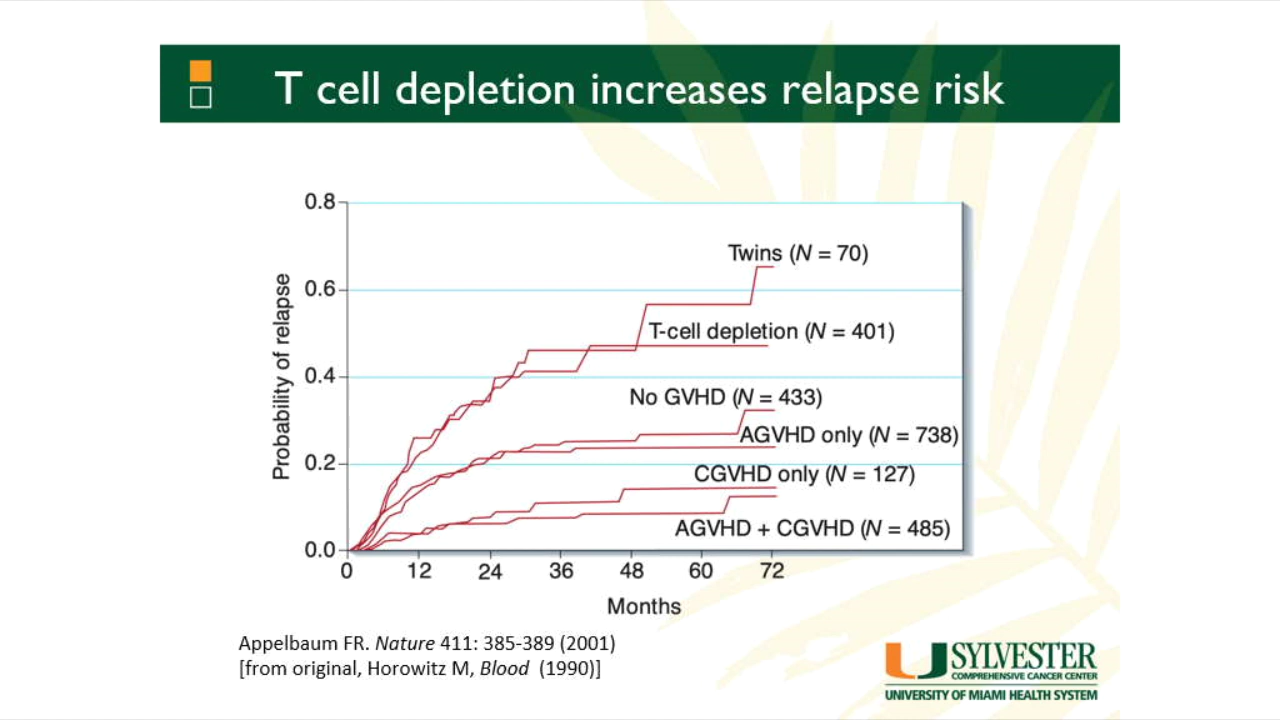 T cell depletion increases relapse risk
0.8
0.6
0.4
0.2
0.0
Probability of relapse
Twins (N = 70)
T-cell depletion (N = 401)
No GVHD (N = 433)
AGVHD only (N = 738)
CGVHD only (N = 127)
AGVHD + CGVHD (N = 485)
0 12 24 36 48 60 72
Months
Appelbaum FR. Nature 411: 385-389 (2001)
[from original, Horowitz M, Blood (1990)]
SYLVESTER
COMPREHENSIVE CANCER CENTER
UNIVERSITY OF MIAMI HEALTH SYSTEM